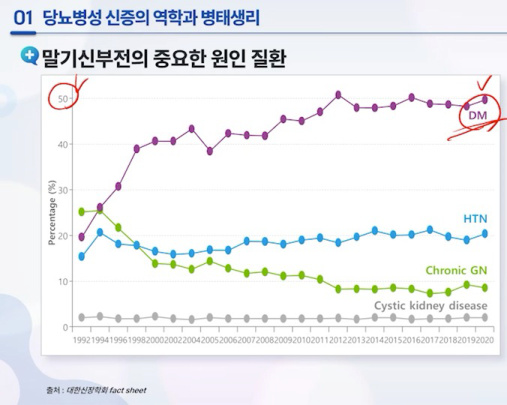 01 당뇨병성 신증의 역학과 병태생리
말기신부전의 중요한 원인 질환
Percentage (%)
50
40
30
20
10
0
DM
HTN
Chronic GN
Cystic kidney disease
1992 1994 1996 1998 2000 2002 2004 2005 2006 2007 2008 2009 2010 2011 2012 2013 2014 2015 2016 2017 2018 2019 2020
출처 : 대한신장학회 fact sheet